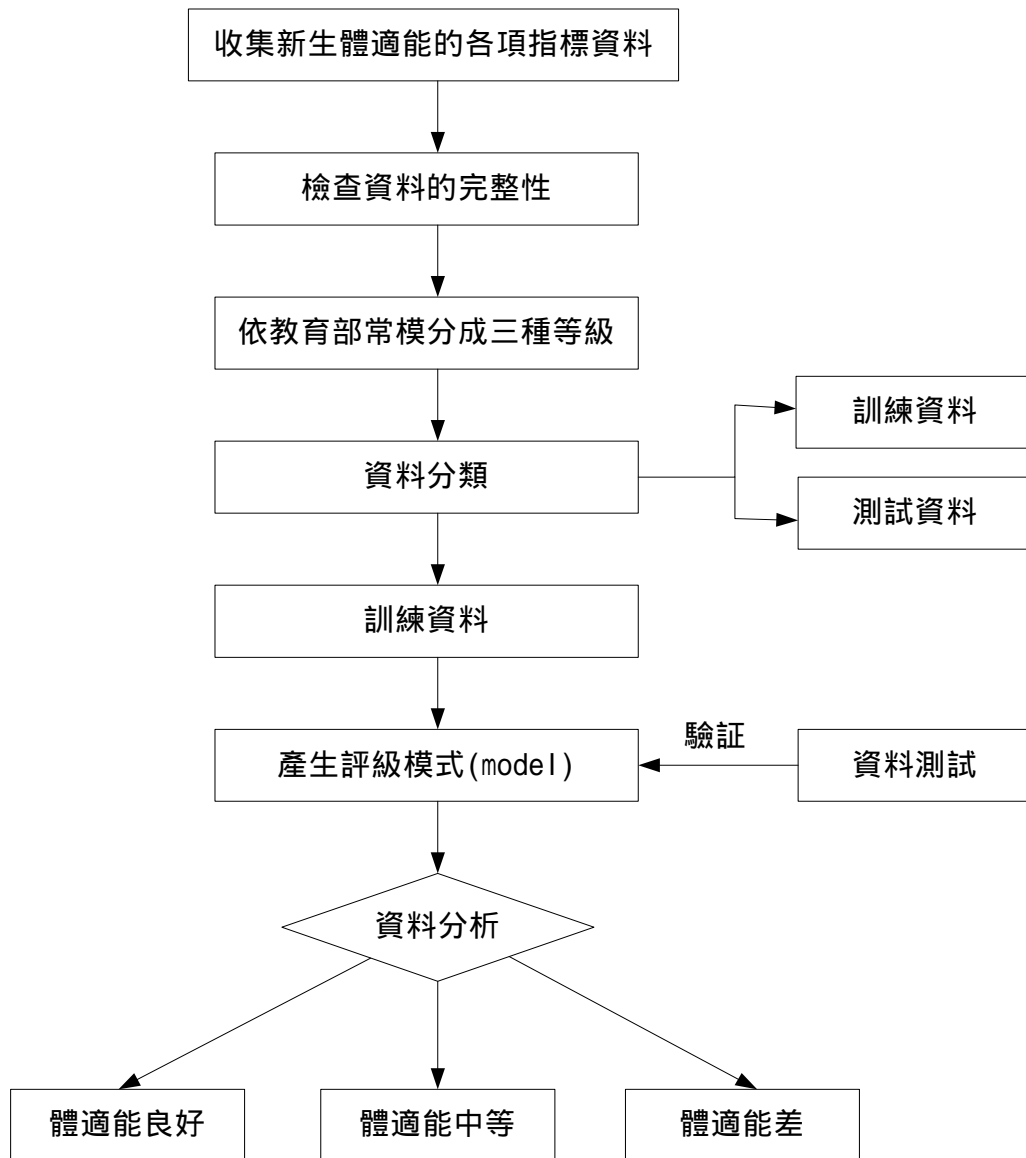 收集新生體適能的各項指標資料
檢查資料的完整性
依教育部常模分成三種等級
訓練資料
資料分類
測試資料
訓練資料
驗証
產生評級模式(model)
資料測試
資料分析
體適能良好
體適能中等
體適能差